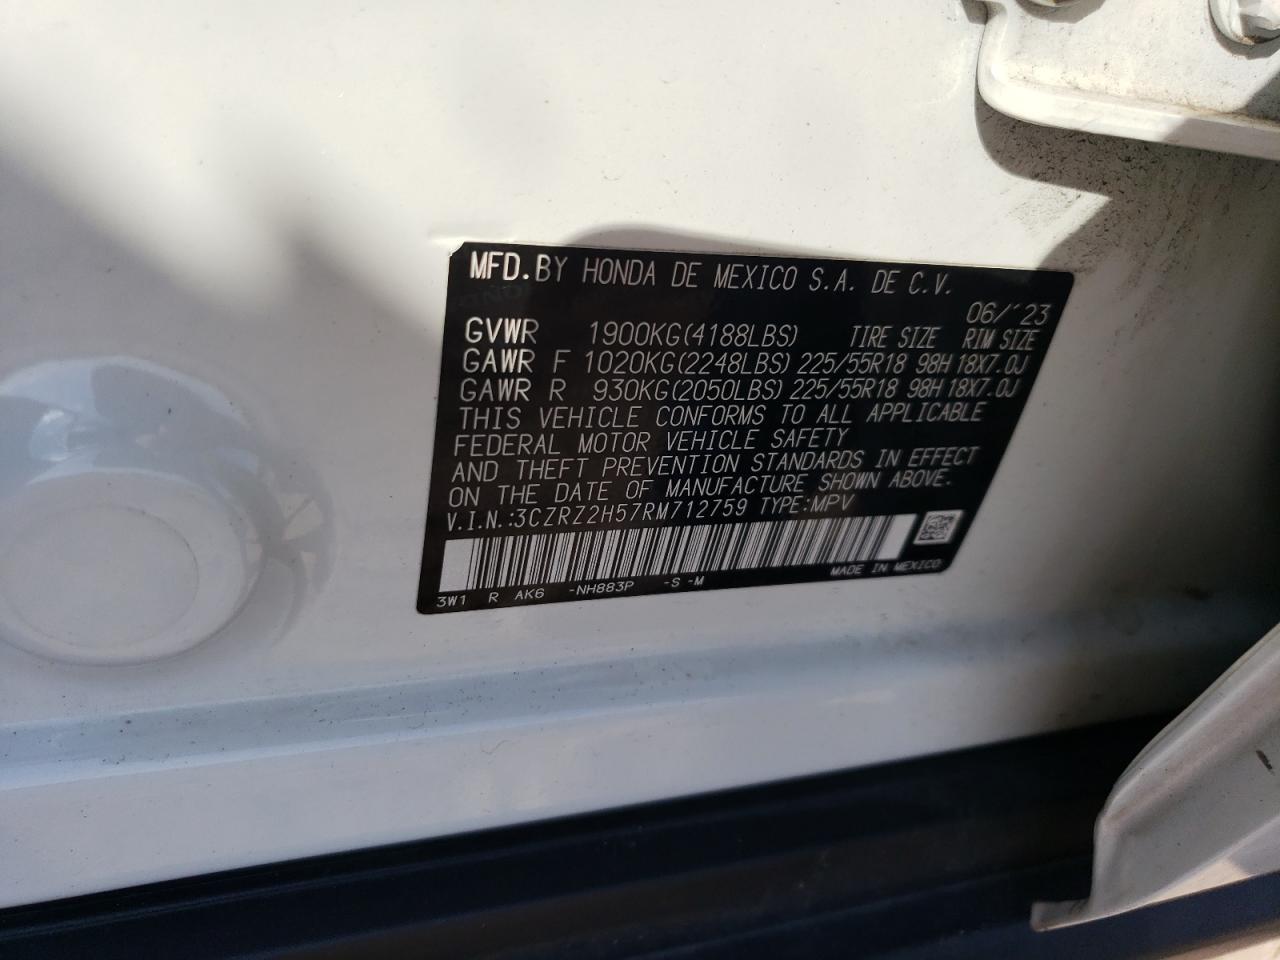 MFD.BY HONDA DE MEXICO S.A. DE C.V.
06/'23
GVWR 1900KG(4188LBS) TIRE SIZE RIM SIZE
GAWR F 1020KG(2248LBS) 225/55R18 98H 18X7.0J
GAWR R 930KG(2050LBS) 225/55R18 98H 18X7.0J
THIS VEHICLE CONFORMS TO ALL APPLICABLE
FEDERAL MOTOR VEHICLE SAFETY
AND THEFT PREVENTION STANDARDS IN EFFECT
ON THE DATE OF MANUFACTURE SHOWN ABOVE.
V.I.N.:3CZRZ2H57RM712759 TYPE:MPV
MADE IN MEXICO
3W1 R AK6 -NH883P -S -M